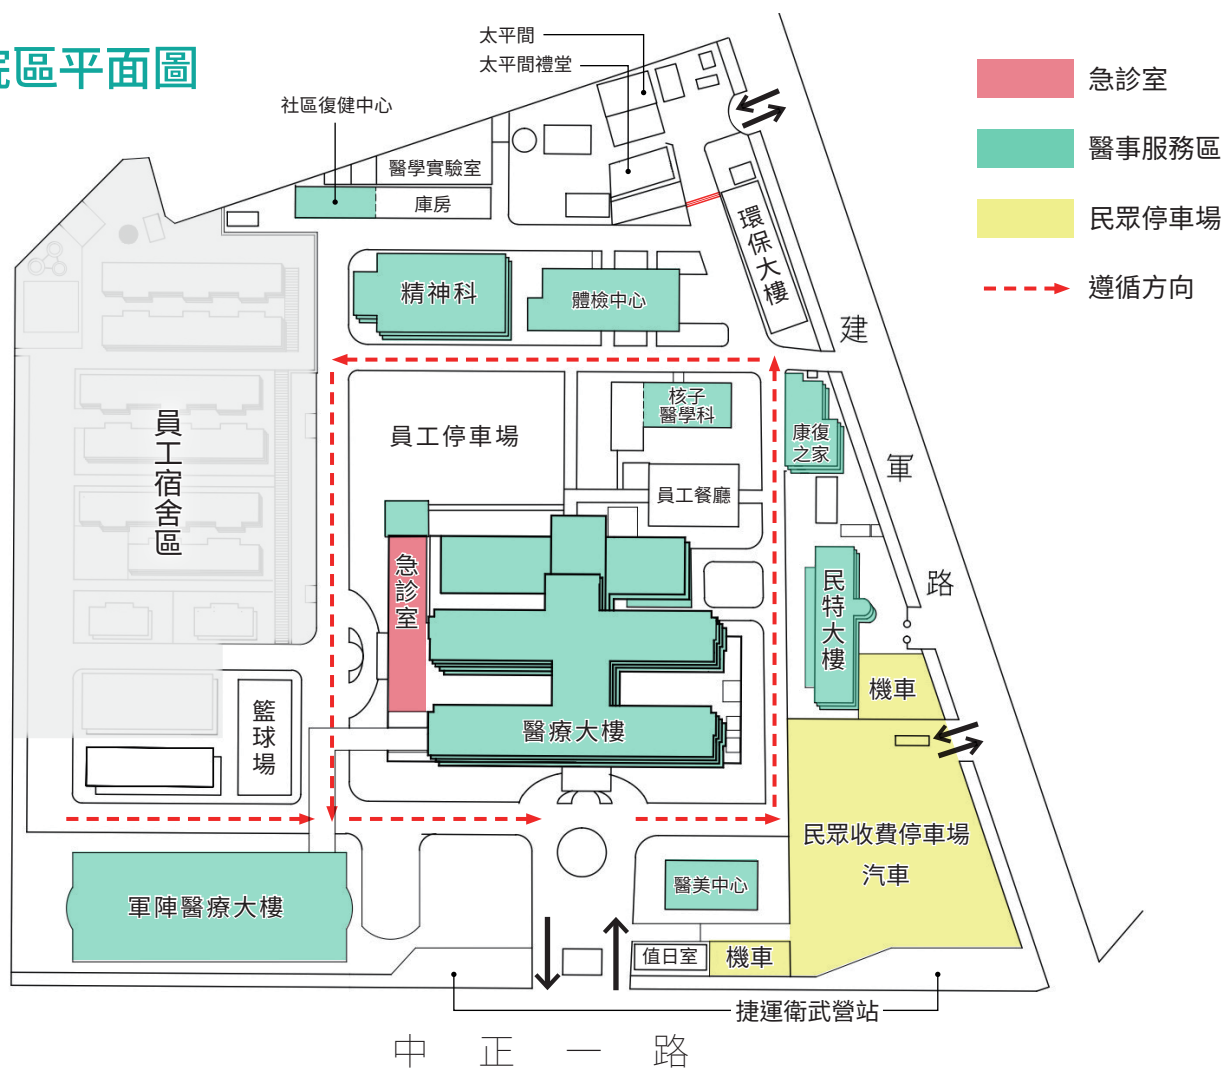 院區平面圖
太平間
太平間禮堂
社區復健中心
醫學實驗室
庫房
環保大樓
精神科
體檢中心
急診室
醫事服務區
民眾停車場
遵循方向
建軍路
員工宿舍區
員工停車場
核子
醫學科
康復
之家
員工餐廳
急診室
民特大樓
機車
籃球場
醫療大樓
民眾收費停車場
汽車
軍陣醫療大樓
醫美中心
值日室
機車
捷運衛武營站
中正一路